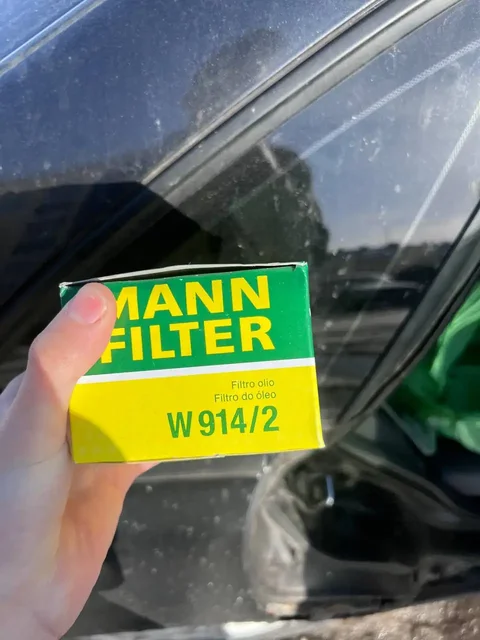 MANN
FILTER
Filtro olio
Filtro do óleo
W 914/2